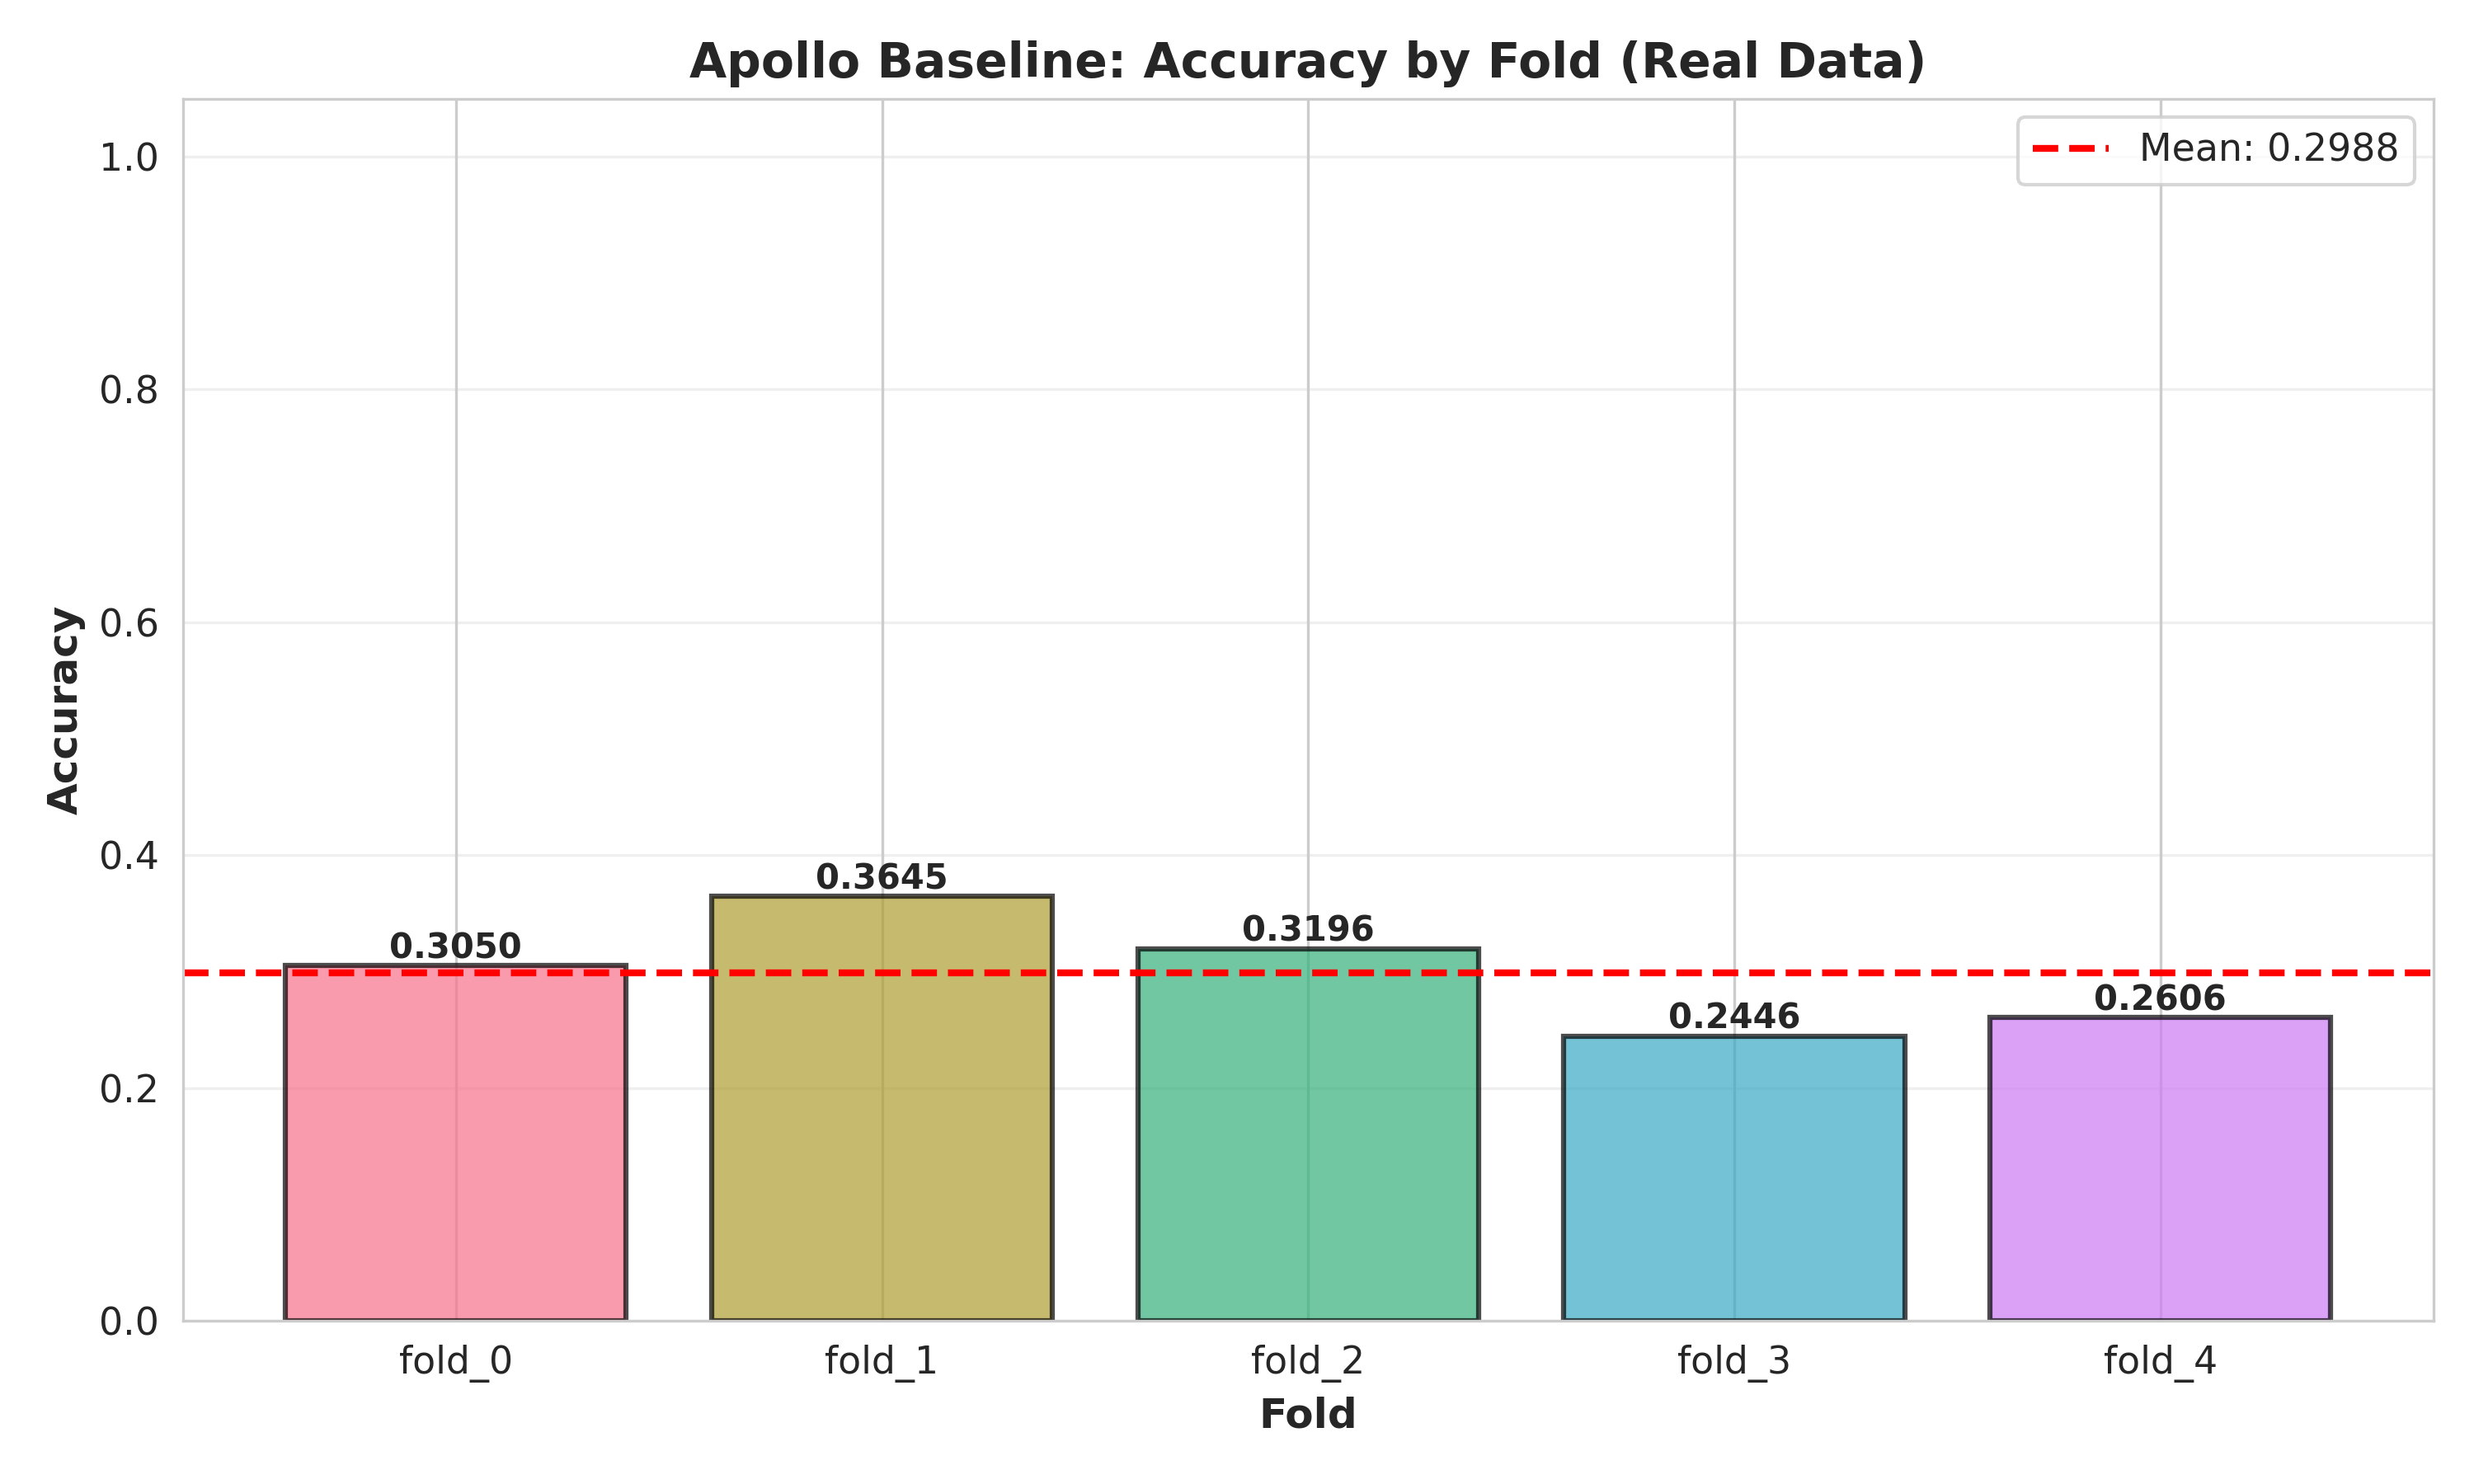 Apollo Baseline: Accuracy by Fold (Real Data)
Mean: 0.2988
Accuracy
1.0
0.8
0.6
0.4
0.2
0.0
0.3050
0.3645
0.3196
0.2446
0.2606
fold_0
fold_1
fold_2
fold_3
fold_4
Fold